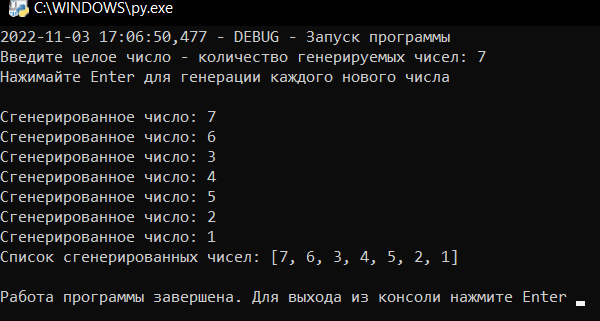 C:\WINDOWS\py.exe
2022-11-03 17:06:50,477 - DEBUG - Запуск программы
Введите целое число - количество генерируемых чисел: 7
Нажимайте Enter для генерации каждого нового числа
Сгенерированное число: 7
Сгенерированное число: 6
Сгенерированное число: 3
Сгенерированное число: 4
Сгенерированное число: 5
Сгенерированное число: 2
Сгенерированное число: 1
Список сгенерированных чисел: [7, 6, 3, 4, 5, 2, 1]
Работа программы завершена. Для выхода из консоли нажмите Enter